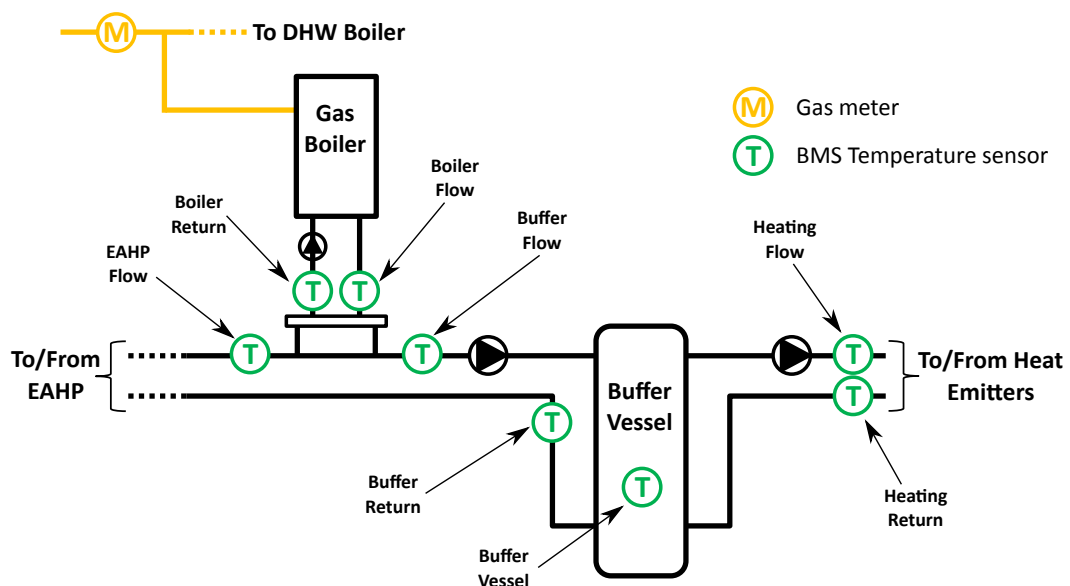 M
To DHW Boiler
Gas
Boiler
M
Gas meter
T
BMS Temperature sensor
Boiler
Flow
Boiler
Return
Buffer
Flow
Heating
Flow
EAHP
Flow
T
T
T
T
T
To/From
EAHP
To/From Heat
Emitters
T
Buffer
Vessel
T
T
Buffer
Return
Heating
Return
Buffer
Vessel